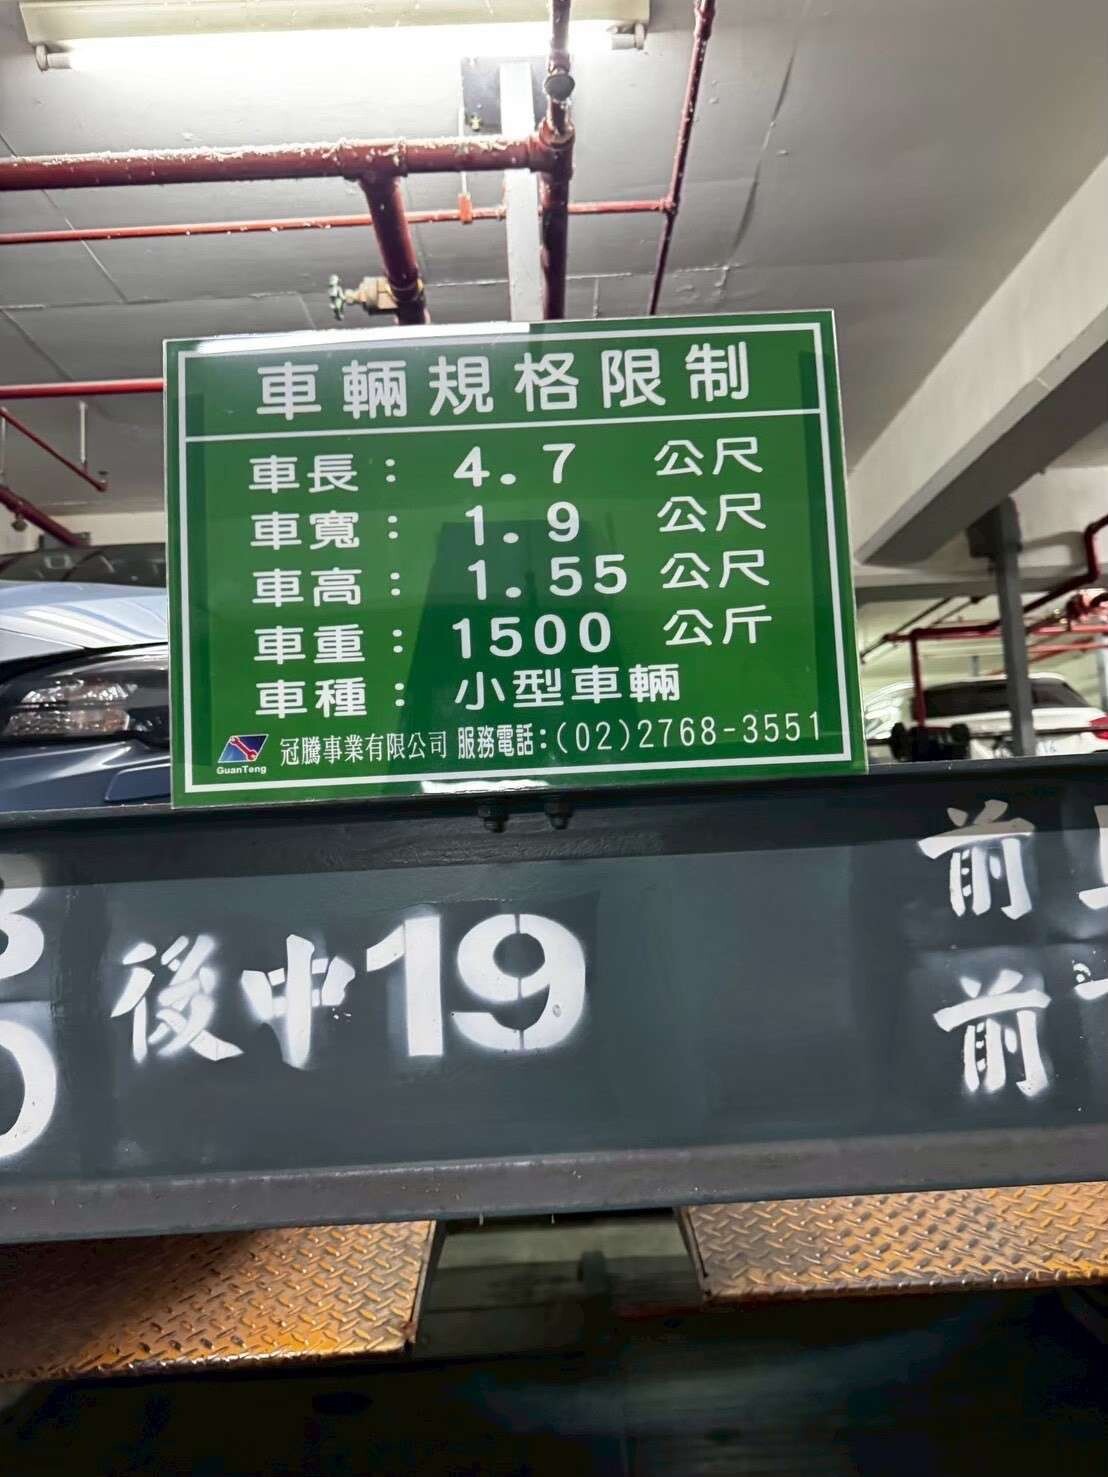 車輛規格限制
車長： 4.7 公尺
車寬： 1.9 公尺
車高： 1.55 公尺
車重： 1500 公斤
車種： 小型車輛
GuanTeng 冠騰事業有限公司 服務電話:(02)2768-3551
後中19
前
前